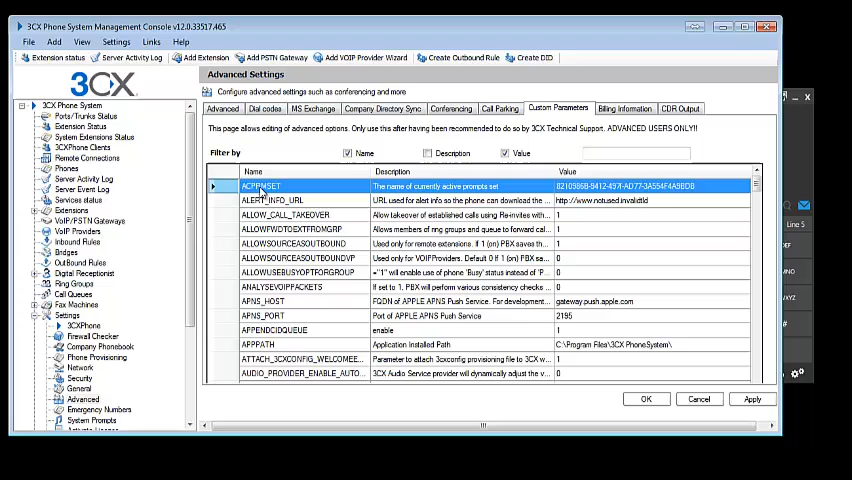 3CX Phone System Management Console v12.0.33517.465
File Add View Settings Links Help
Extension status Server Activity Log Add Extension Add PSTN Gateway Add VOIP Provider Wizard Create Outbound Rule Create DID
3CX
Advanced Settings
Configure advanced settings such as conferencing and more
Advanced Dial codes MS Exchange Company Directory Sync Conferencing Call Parking Custom Parameters Billing Information CDR Output
This page allows editing of advanced options. Only use this after having been recommended to do so by 3CX Technical Support. ADVANCED USERS ONLY!!
Filter by Name Description Value
Name Description Value
ACPRMSET The name of currently active prompts set
ALERT_INFO_URL URL used for alert info so the phone can download the ... http://www.notused.invalidtld
ALLOW_CALL_TAKEOVER Allow takeover of established calls using Re-invites with... 1
ALLOWFWDTOEXTFROMGRP Allows members of ring groups and queue to forward cal... 1
ALLOWSOURCEASOUTBOUND Used only for remote extensions. If 1 (on) PBX saves th... 1
ALLOWSOURCEASOUTBOUNDVP Used only for VOIPProviders. Default 0 If 1 (on) PBX s... 0
ALLOWUSEBUSYOPTFORGROUP ="1" will enable use of phone 'Busy' status instead of 'P... 0
ANALYSEVOIPPACKETS If set to 1, PBX will perform various consistency checks ... 0
APNS_HOST FQDN of Apple APNS Push Service. For development... gateway.push.apple.com
APNS_PORT Port of APPLE APNS Push Service 2195
APPENDCIDQUEUE enable 1
APPPATH Application Installed Path C:\Program Files\3CX PhoneSystem\
ATTACH_3CXCONFIG_WELCOMEE... Parameter to attach 3cxconfig provisioning file to 3CX w... 1
AUDIO_PROVIDER_ENABLE_AUTO... 3CX Audio Service provider will dynamically adjust the v... 0
OK Cancel Apply
3CX Phone System
Ports/Trunks Status
Extension Status
System Extensions Status
3CXPhone Clients
Remote Connections
Phones
Server Activity Log
Server Event Log
Services status
Extensions
VoIP/PSTN Gateways
VoIP Providers
Inbound Rules
Bridges
OutBound Rules
Digital Receptionist
Ring Groups
Call Queues
Fax Machines
Settings
3CXPhone
Firewall Checker
Company Phonebook
Phone Provisioning
Network
Security
General
Advanced
Emergency Numbers
System Prompts
Line 5
DEF
MNO
#